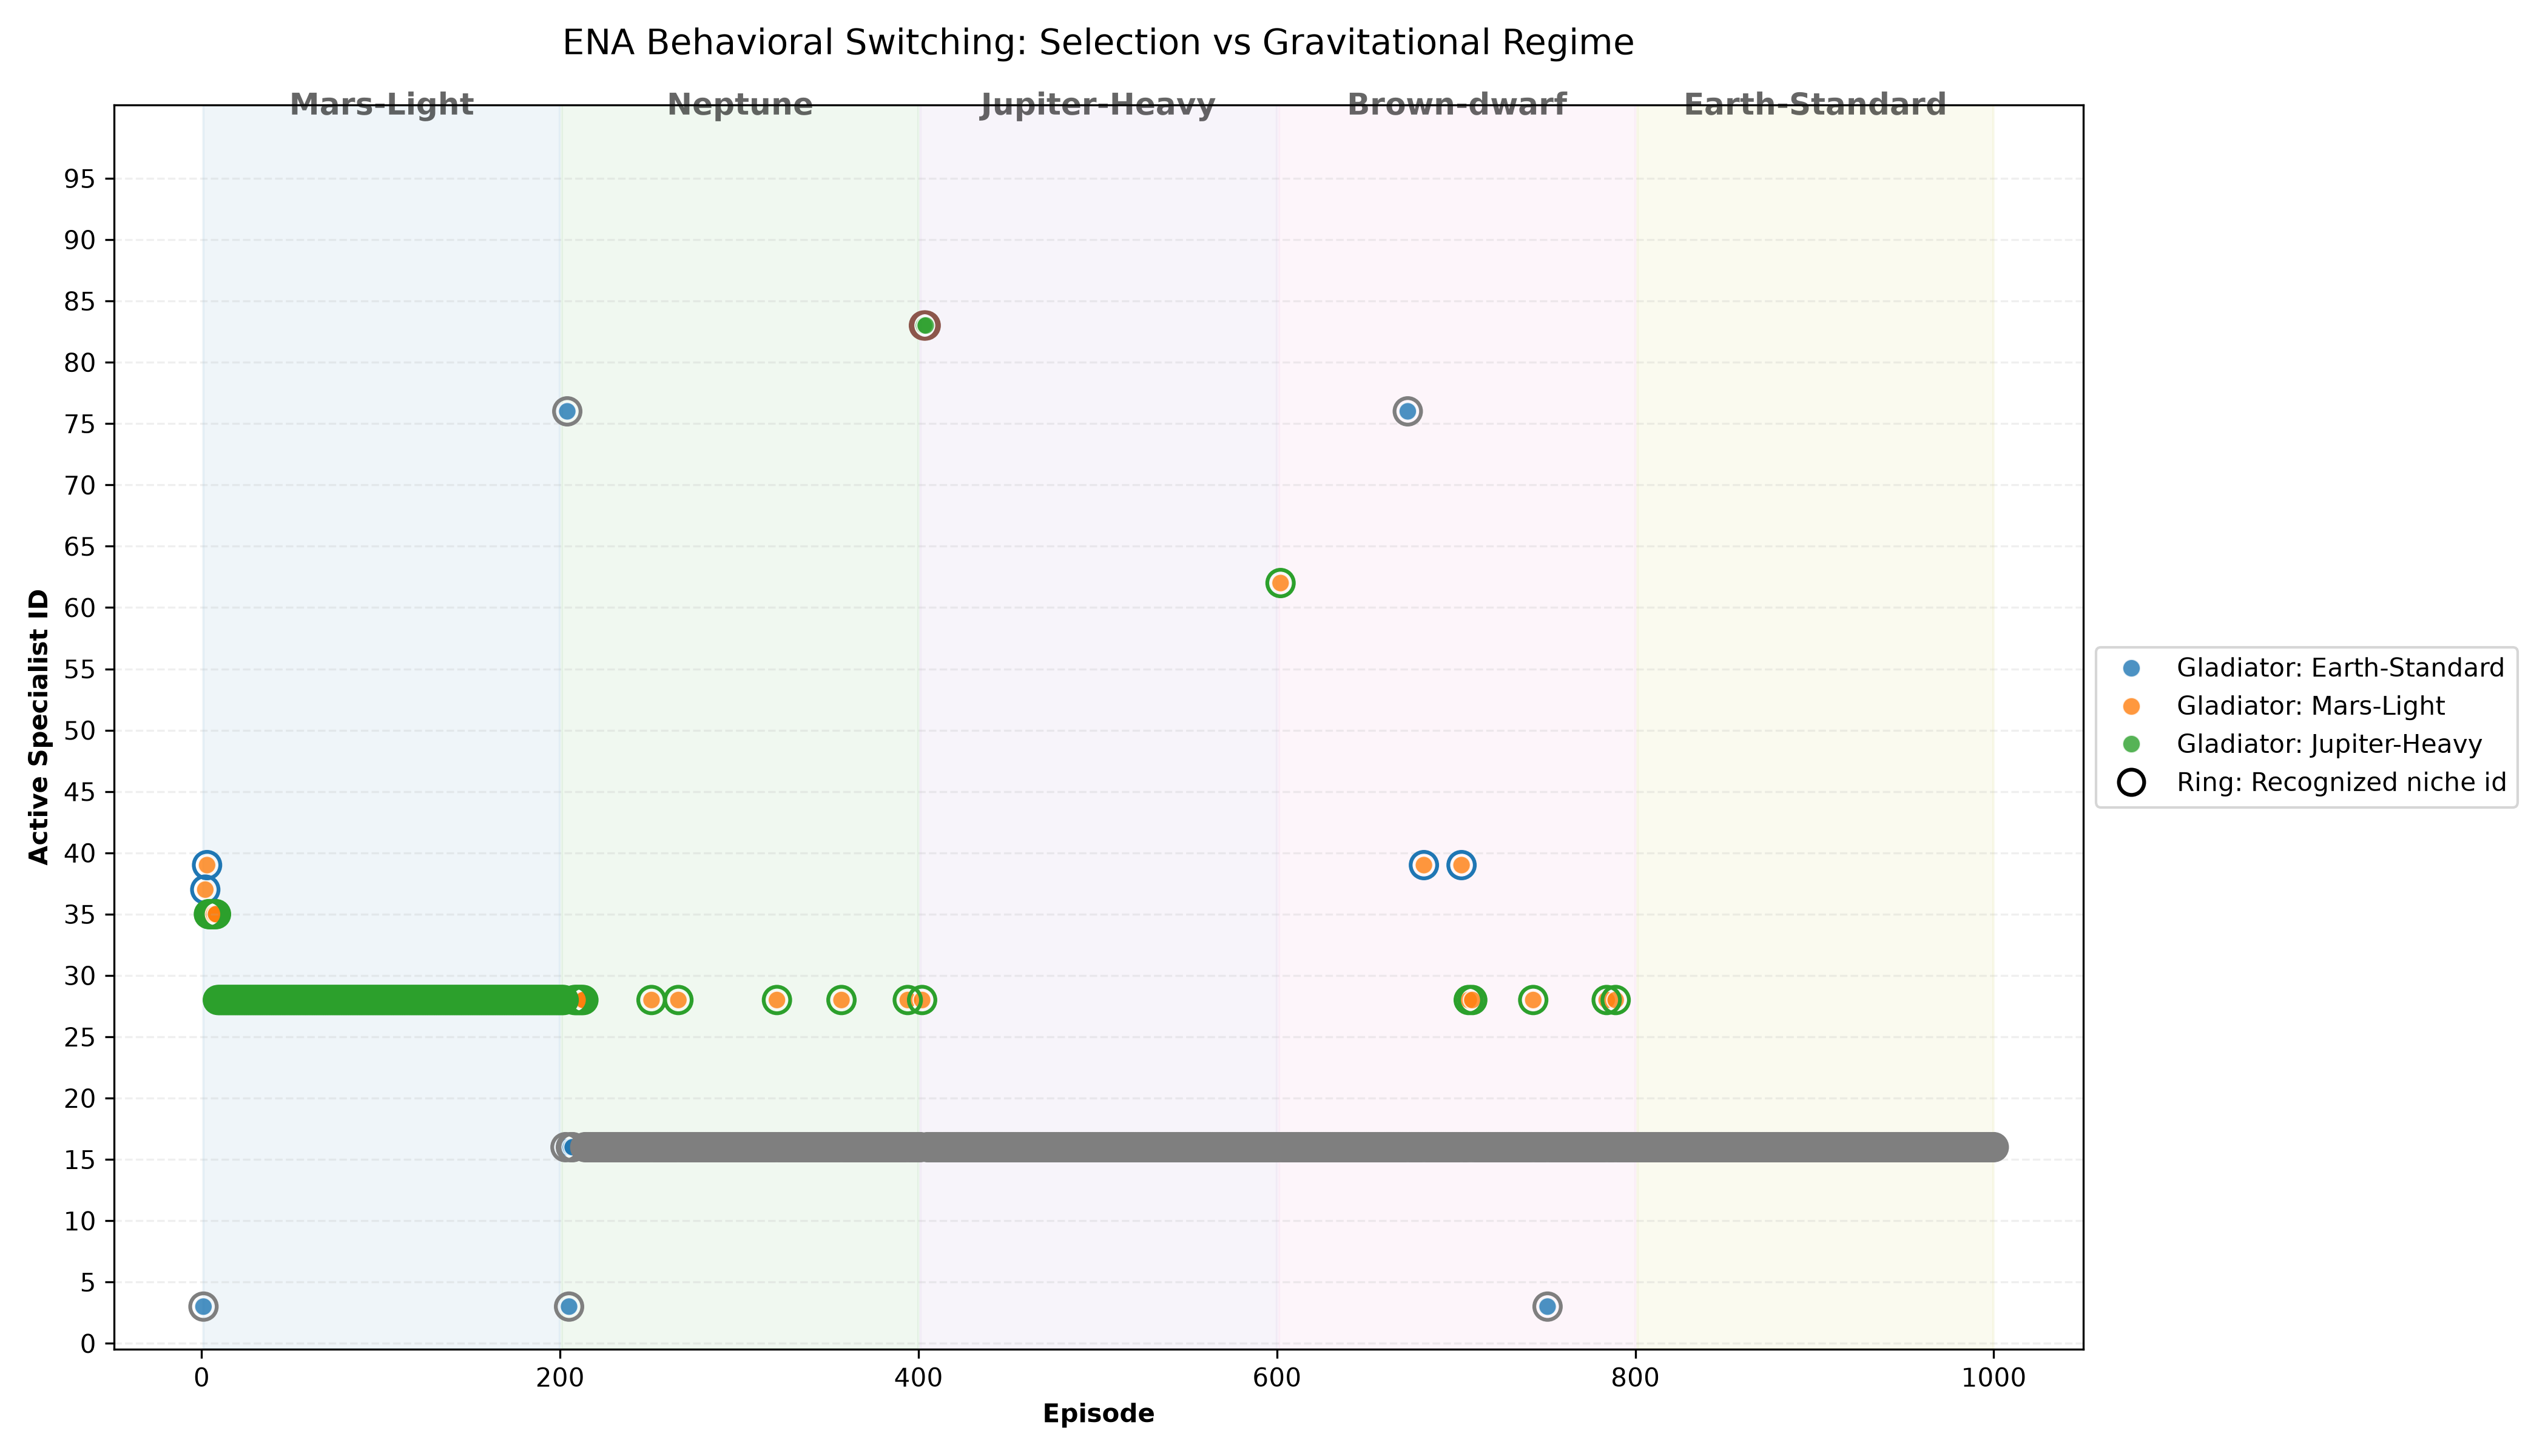 ENA Behavioral Switching: Selection vs Gravitational Regime
Mars-Light Neptune Jupiter-Heavy Brown-dwarf Earth-Standard
95
90
85
80
75
70
65
60
55
50
45
40
35
30
25
20
15
10
5
0
Active Specialist ID
0 200 400 600 800 1000
Episode
Gladiator: Earth-Standard
Gladiator: Mars-Light
Gladiator: Jupiter-Heavy
Ring: Recognized niche id